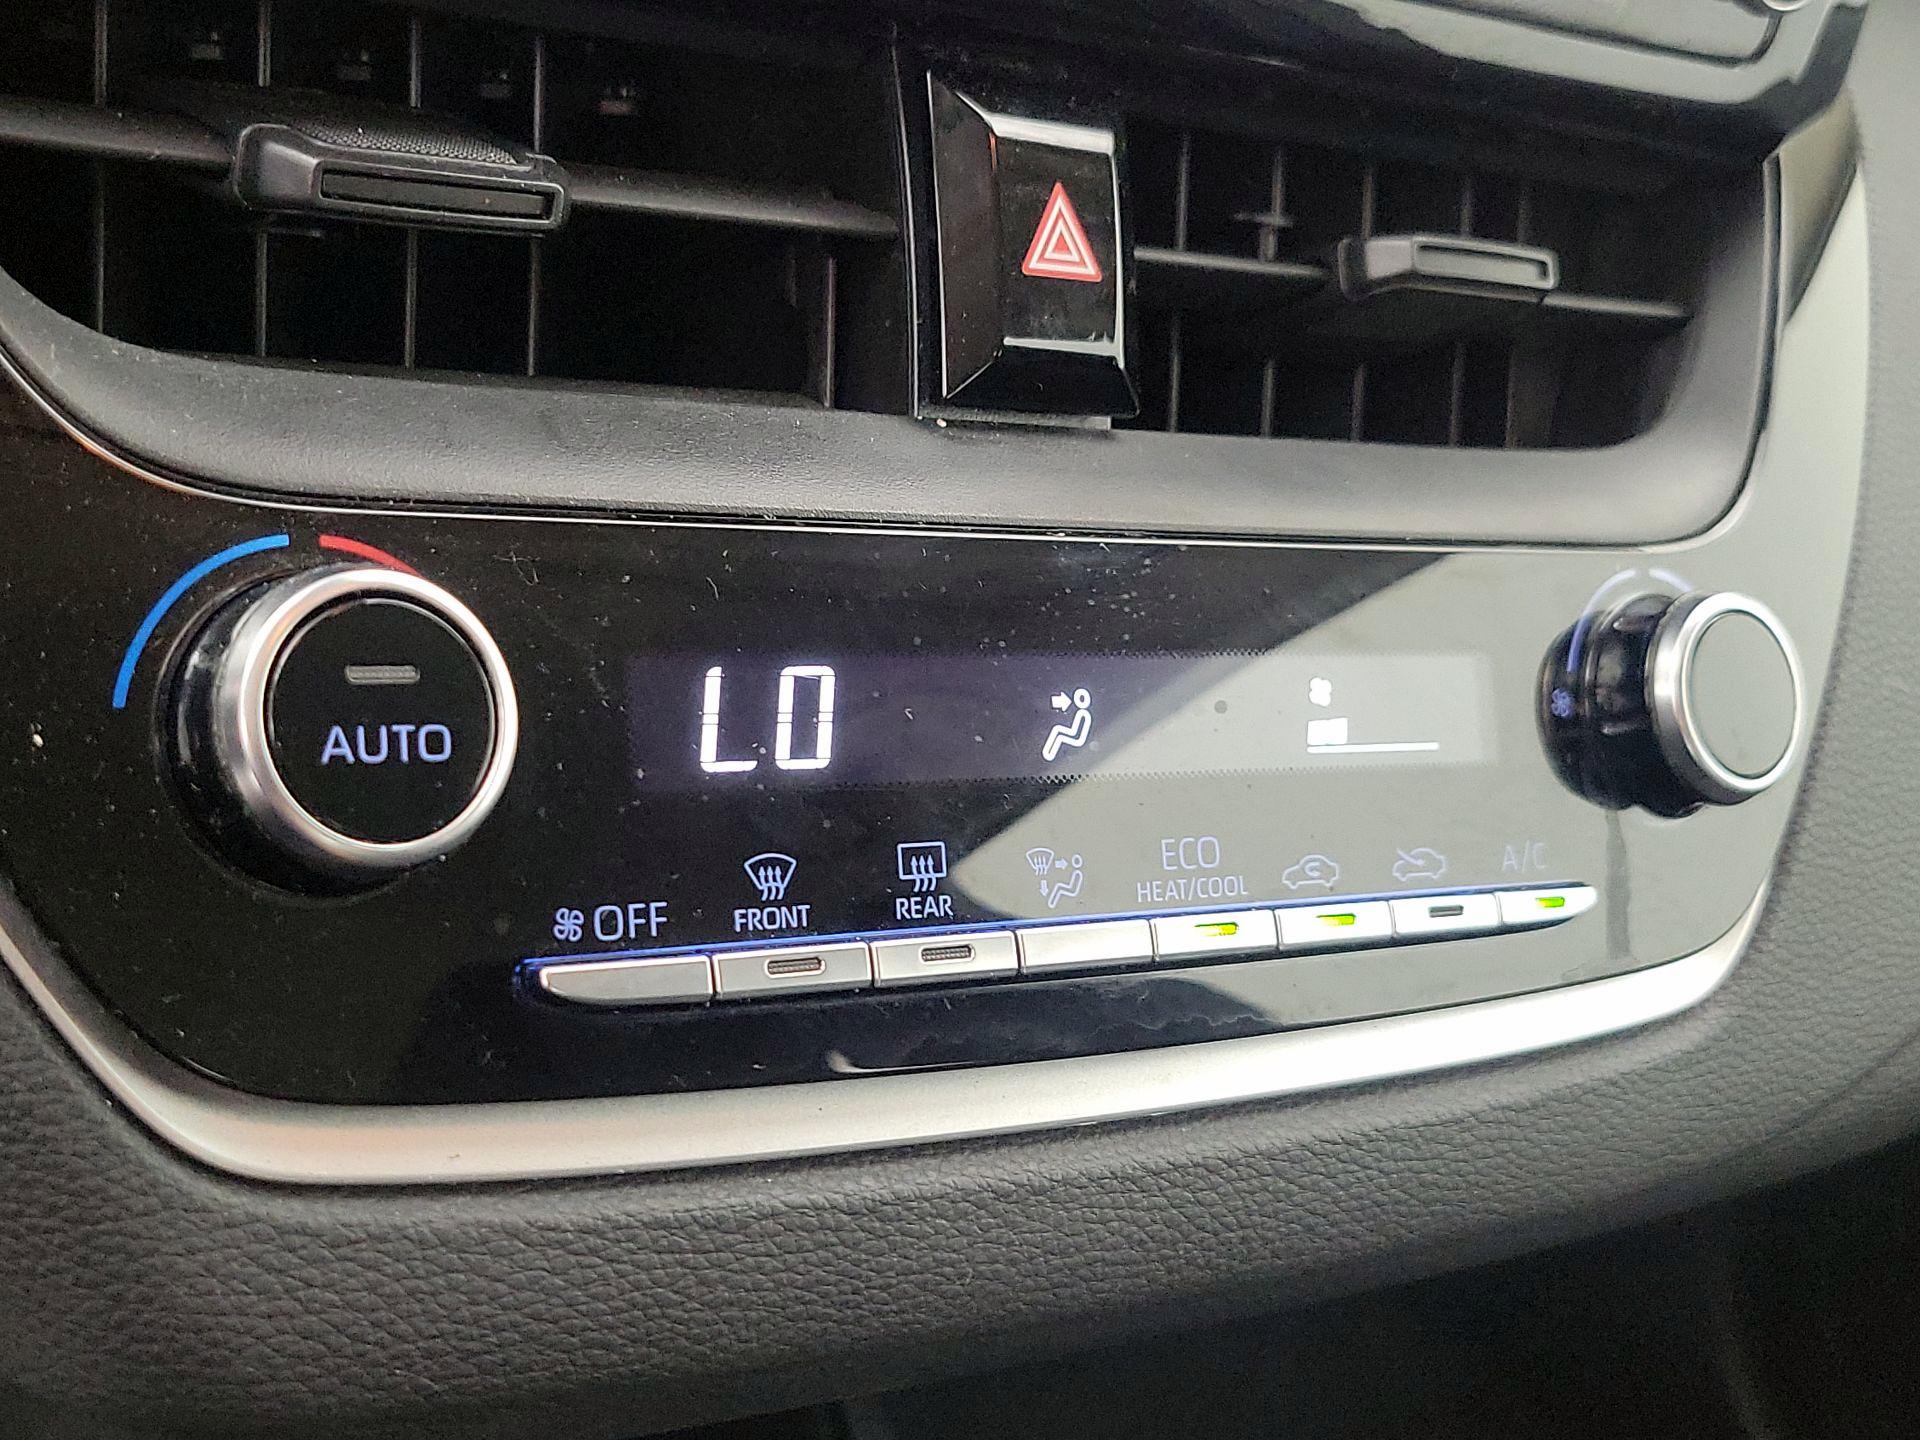 AUTO
LO
OFF
FRONT
REAR
ECO
HEAT/COOL
A/C